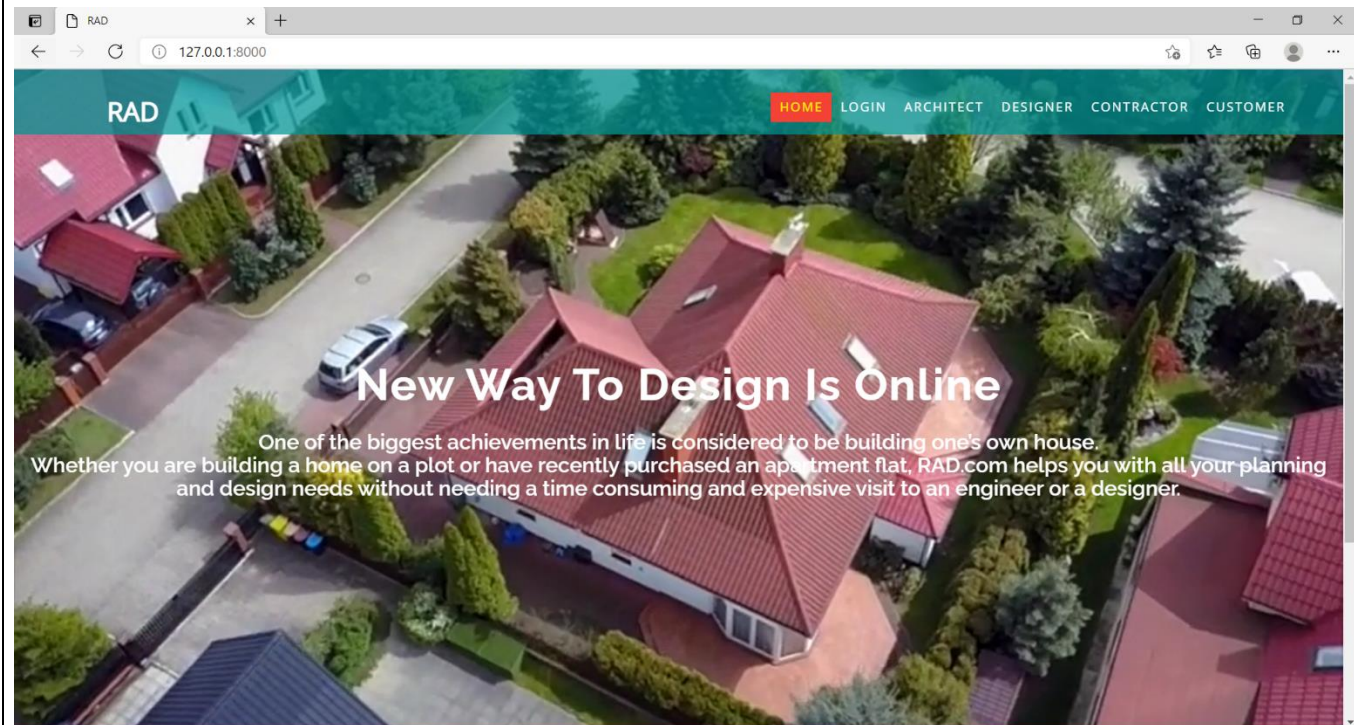 RAD
127.0.0.1:8000
RAD
HOME LOGIN ARCHITECT DESIGNER CONTRACTOR CUSTOMER
New Way To Design Is Online
One of the biggest achievements in life is considered to be building one's own house.
Whether you are building a home on a plot or have recently purchased an apartment flat, RAD.com helps you with all your planning
and design needs without needing a time consuming and expensive visit to an engineer or a designer.